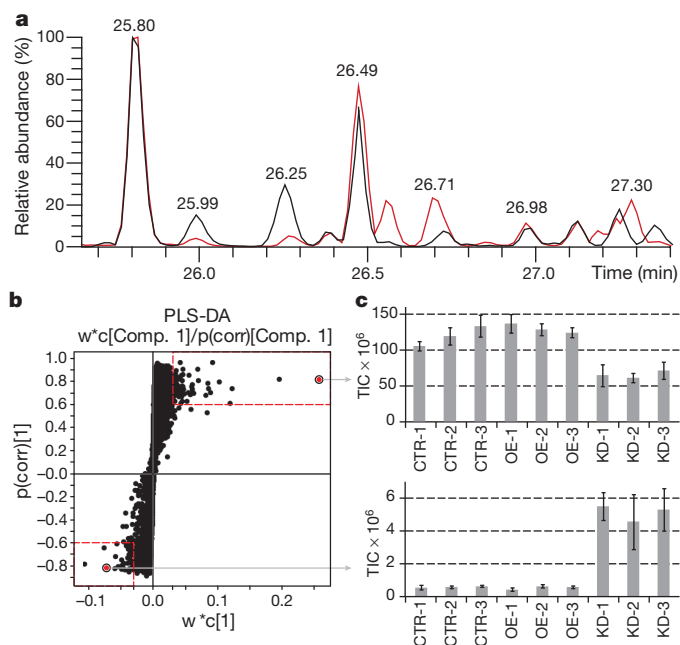 a
25.80
100
80
60
40
20
0
Relative abundance (%)
25.99
26.25
26.49
26.71
26.98
27.30
26.0
26.5
27.0
Time (min)
b
PLS-DA
w*c[Comp. 1]/p(corr)[Comp. 1]
1.0
0.8
0.6
0.4
0.2
−0.0
−0.2
−0.4
−0.6
−0.8
p(corr)[1]
−0.1
0.0
0.1
0.2
w*c[1]
c
150
100
50
TIC × 10⁶
CTR-1
CTR-2
CTR-3
OE-1
OE-2
OE-3
KD-1
KD-2
KD-3
6
4
2
0
TIC × 10⁶
CTR-1
CTR-2
CTR-3
OE-1
OE-2
OE-3
KD-1
KD-2
KD-3